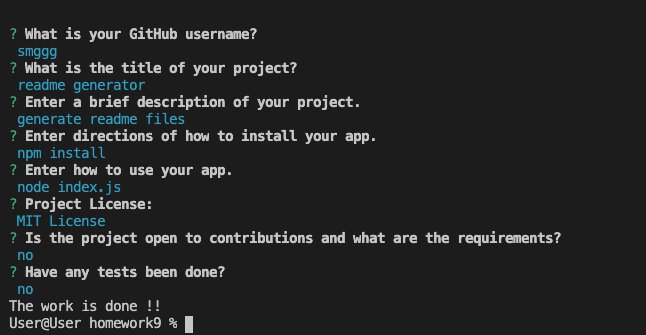 ? What is your GitHub username?
smggg
? What is the title of your project?
readme generator
? Enter a brief description of your project.
generate readme files
? Enter directions of how to install your app.
npm install
? Enter how to use your app.
node index.js
? Project License:
MIT License
? Is the project open to contributions and what are the requirements?
no
? Have any tests been done?
no
The work is done !!
User@User homework9 %